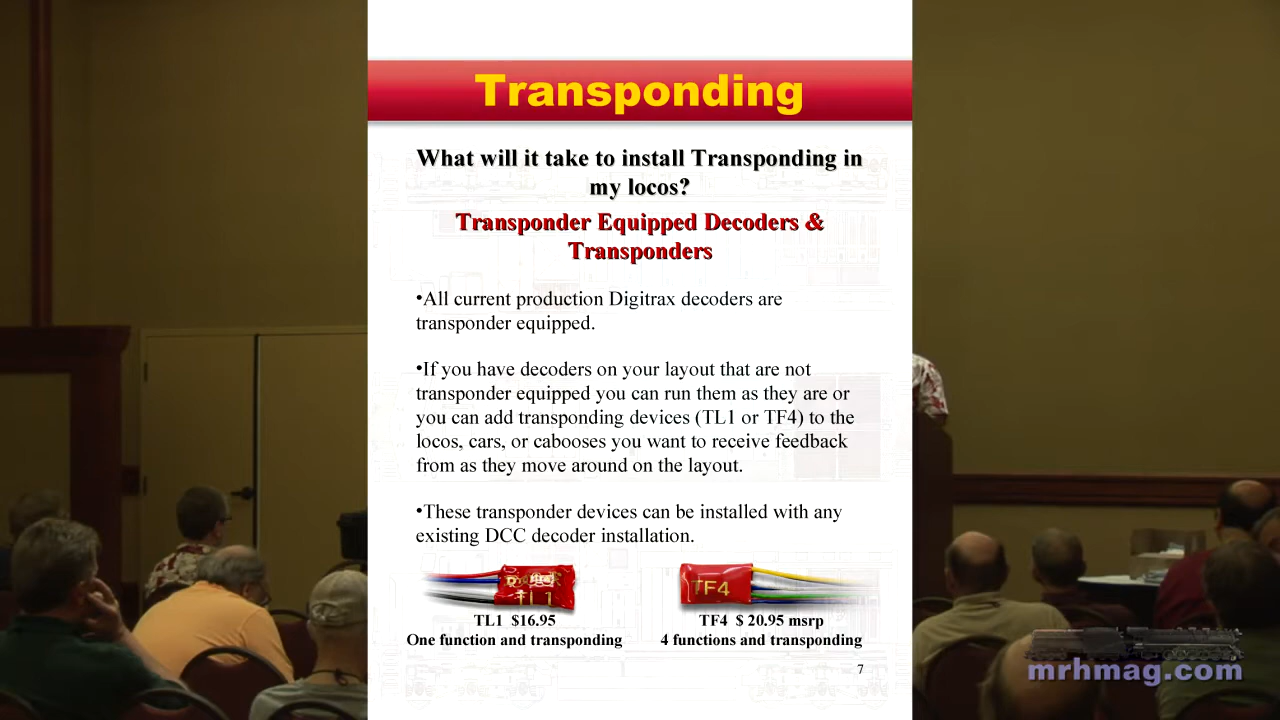 Transponding
What will it take to install Transponding in
my locos?
Transponder Equipped Decoders &
Transponders
•All current production Digitrax decoders are
transponder equipped.
•If you have decoders on your layout that are not
transponder equipped you can run them as they are or
you can add transponding devices (TL1 or TF4) to the
locos, cars, or cabooses you want to receive feedback
from as they move around on the layout.
•These transponder devices can be installed with any
existing DCC decoder installation.
TL1
TF4
TL1 $16.95
TF4 $ 20.95 msrp
One function and transponding
4 functions and transponding
7
mrhmag.com